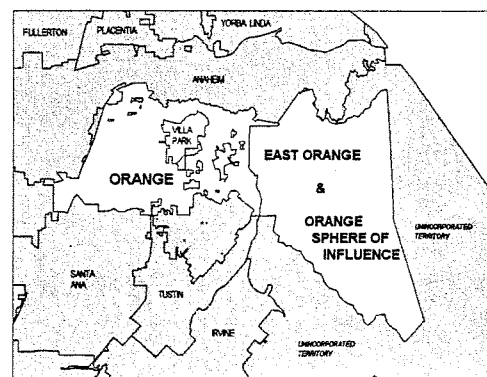 YORBA LINDA
FULLERTON
PLACENTIA
ANAHEIM
VILLA
PARK
EAST ORANGE
ORANGE
&
ORANGE
SPHERE OF
INFLUENCE
UNINCORPORATED
TERRITORY
SANTA
ANA
TUSTIN
IRVINE
UNINCORPORATED
TERRITORY